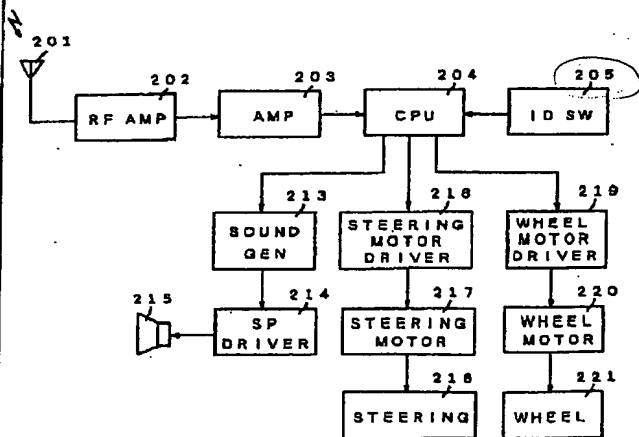 201
202
203
204
205
RF AMP
AMP
CPU
ID SW
213
216
219
SOUND
GEN
STEERING
MOTOR
DRIVER
WHEEL
MOTOR
DRIVER
215
214
217
220
SP
DRIVER
STEERING
MOTOR
WHEEL
MOTOR
218
221
STEERING
WHEEL